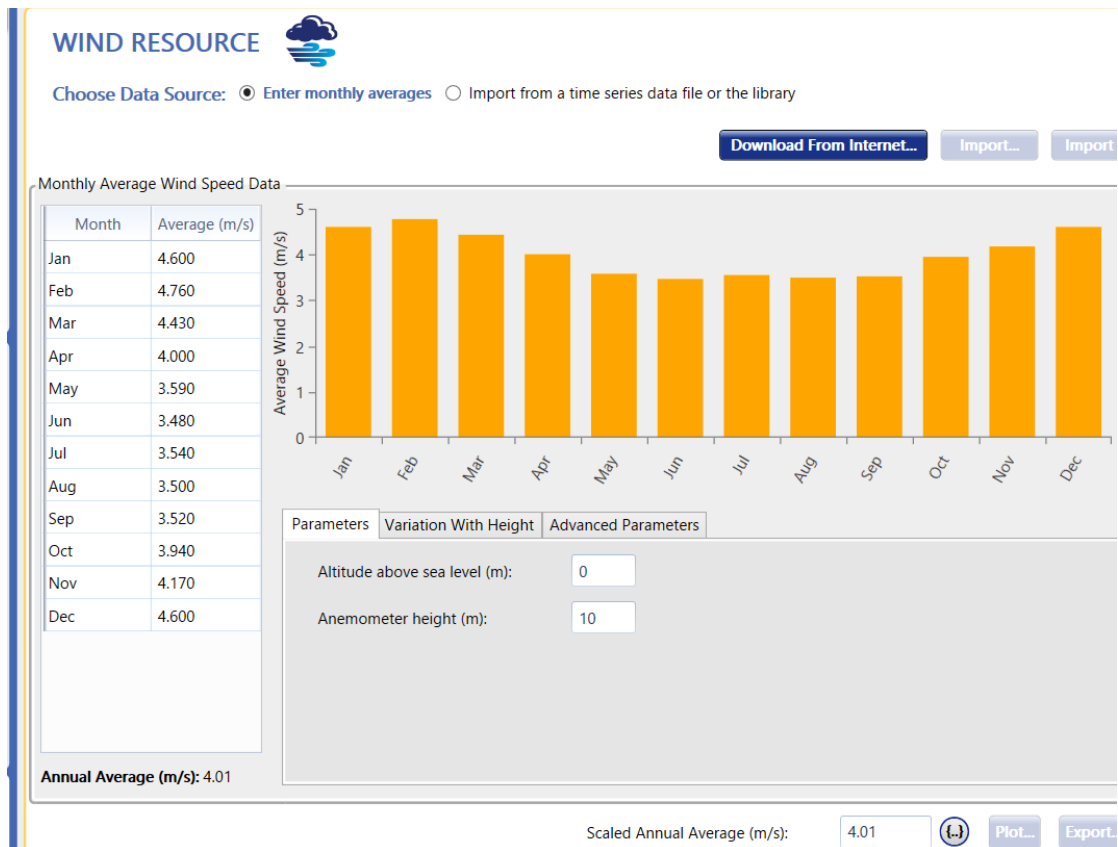 WIND RESOURCE
Choose Data Source: Enter monthly averages Import from a time series data file or the library
Download From Internet... Import... Import
Monthly Average Wind Speed Data
Month Average (m/s)
Jan 4.600
Feb 4.760
Mar 4.430
Apr 4.000
May 3.590
Jun 3.480
Jul 3.540
Aug 3.500
Sep 3.520
Oct 3.940
Nov 4.170
Dec 4.600
Annual Average (m/s): 4.01
Average Wind Speed (m/s)
5
4
3
2
1
0
Jan Feb Mar Apr May Jun Jul Aug Sep Oct Nov Dec
Parameters Variation With Height Advanced Parameters
Altitude above sea level (m): 0
Anemometer height (m): 10
Scaled Annual Average (m/s): 4.01 {..} Plot... Export...